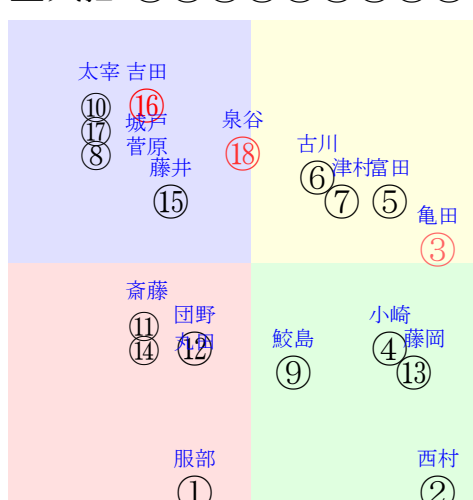 太宰 吉田
⑩ ⑯
⑰ 城戸
⑧ 菅原
泉谷
⑱
藤井
⑮
古川
⑥
津村 富田
⑦ ⑤
亀田
③
斎藤
⑪
団野
⑭ 丸田 ⑫
鮫島
⑨
小崎
④
藤岡
⑬
服部 西村
① ②